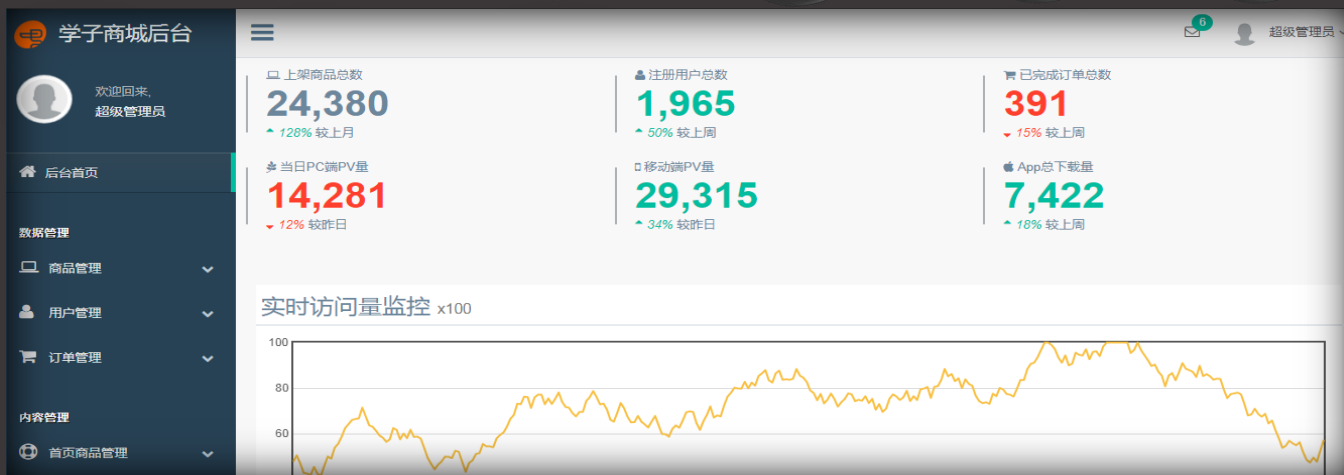 学子商城后台
6
超级管理员
欢迎回来,
超级管理员
后台首页
数据管理
商品管理
用户管理
订单管理
内容管理
首页商品管理
上架商品总数
24,380
128% 较上月
注册用户总数
1,965
50% 较上周
已完成订单总数
391
15% 较上周
当日PC端PV量
14,281
12% 较昨日
移动端PV量
29,315
34% 较昨日
App总下载量
7,422
18% 较上周
实时访问量监控 x100
100
80
60